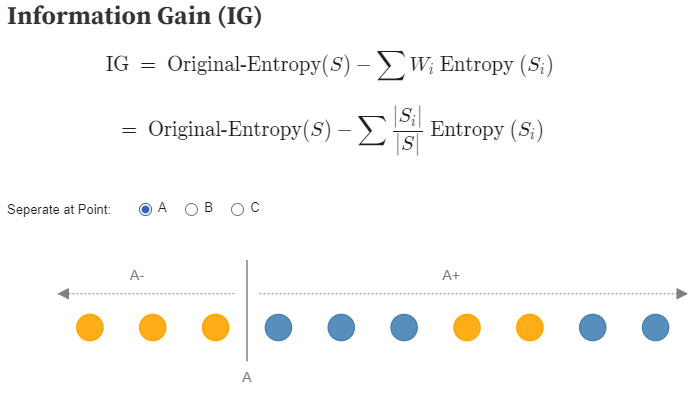 Information Gain (IG)
IG = Original-Entropy(S) − ∑ W_i Entropy (S_i)
= Original-Entropy(S) − ∑ |S_i| / |S| Entropy (S_i)
Seperate at Point: A B C
A- A+
A